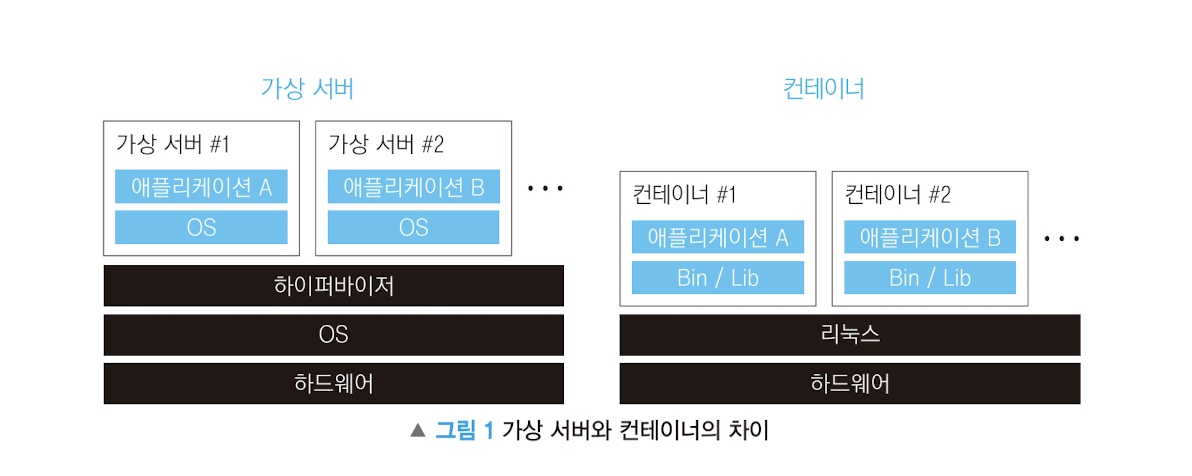 가상 서버
컨테이너
가상 서버 #1
애플리케이션 A
OS
가상 서버 #2
애플리케이션 B
OS
···
하이퍼바이저
OS
하드웨어
컨테이너 #1
애플리케이션 A
Bin / Lib
컨테이너 #2
애플리케이션 B
Bin / Lib
···
리눅스
하드웨어
▲ 그림 1 가상 서버와 컨테이너의 차이